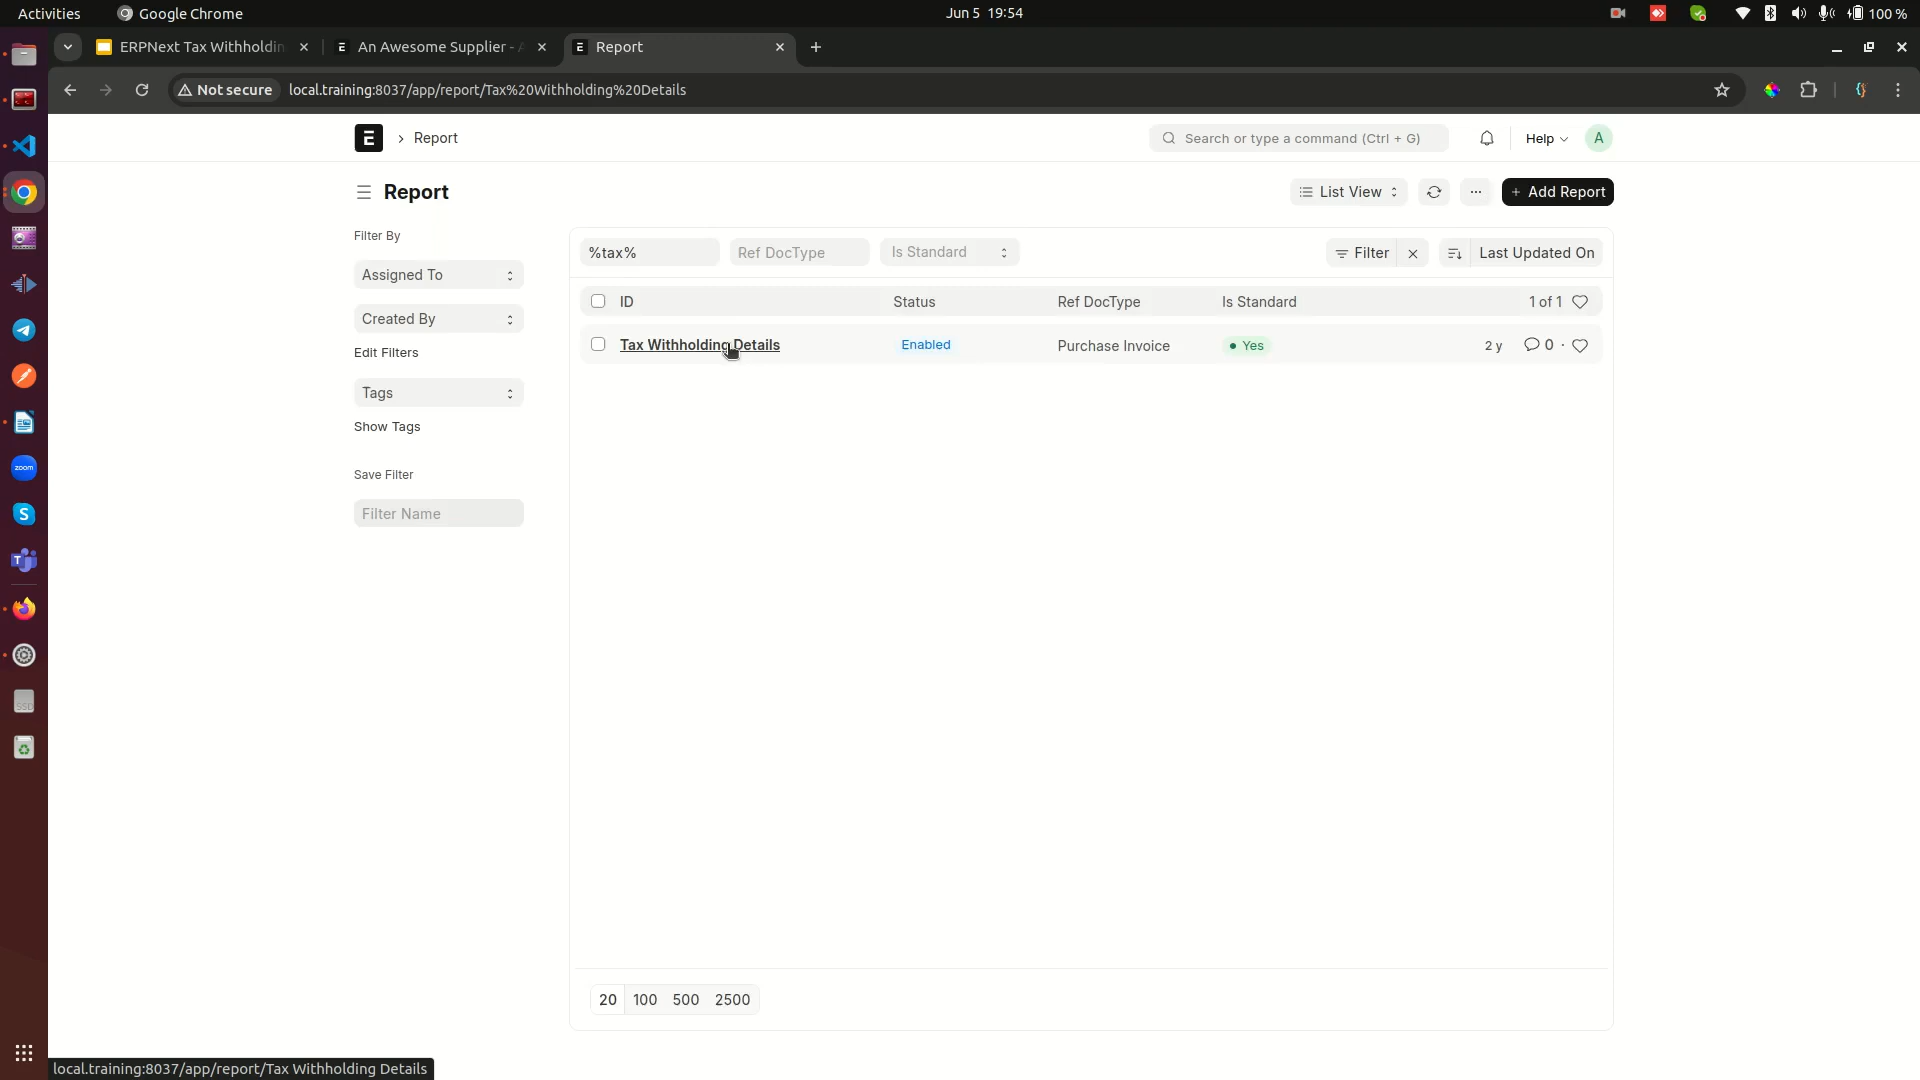 Activities
Google Chrome
Jun 5 19:54
100 %
ERPNext Tax Withholdin
An Awesome Supplier - A
Report
Not secure
local.training:8037/app/report/Tax%20Withholding%20Details
E
Report
Search or type a command (Ctrl + G)
Help
A
Report
List View
Add Report
Filter By
Assigned To
Created By
Edit Filters
Tags
Show Tags
Save Filter
Filter Name
%tax%
Ref DocType
Is Standard
Filter
Last Updated On
ID
Status
Ref DocType
Is Standard
1 of 1
Tax Withholding Details
Enabled
Purchase Invoice
Yes
2 y
0
20
100
500
2500
zoom
S
T
SSD
local.training:8037/app/report/Tax Withholding Details